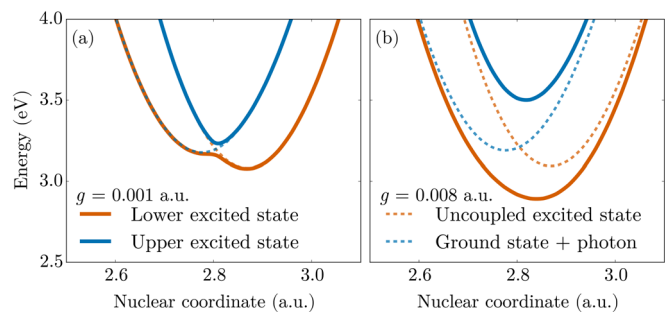 4.0
(a)
(b)
3.5
Energy (eV)
3.0
g = 0.001 a.u.
g = 0.008 a.u.
Lower excited state
Uncoupled excited state
Upper excited state
Ground state + photon
2.5
2.6 2.8 3.0
2.6 2.8 3.0
Nuclear coordinate (a.u.)
Nuclear coordinate (a.u.)